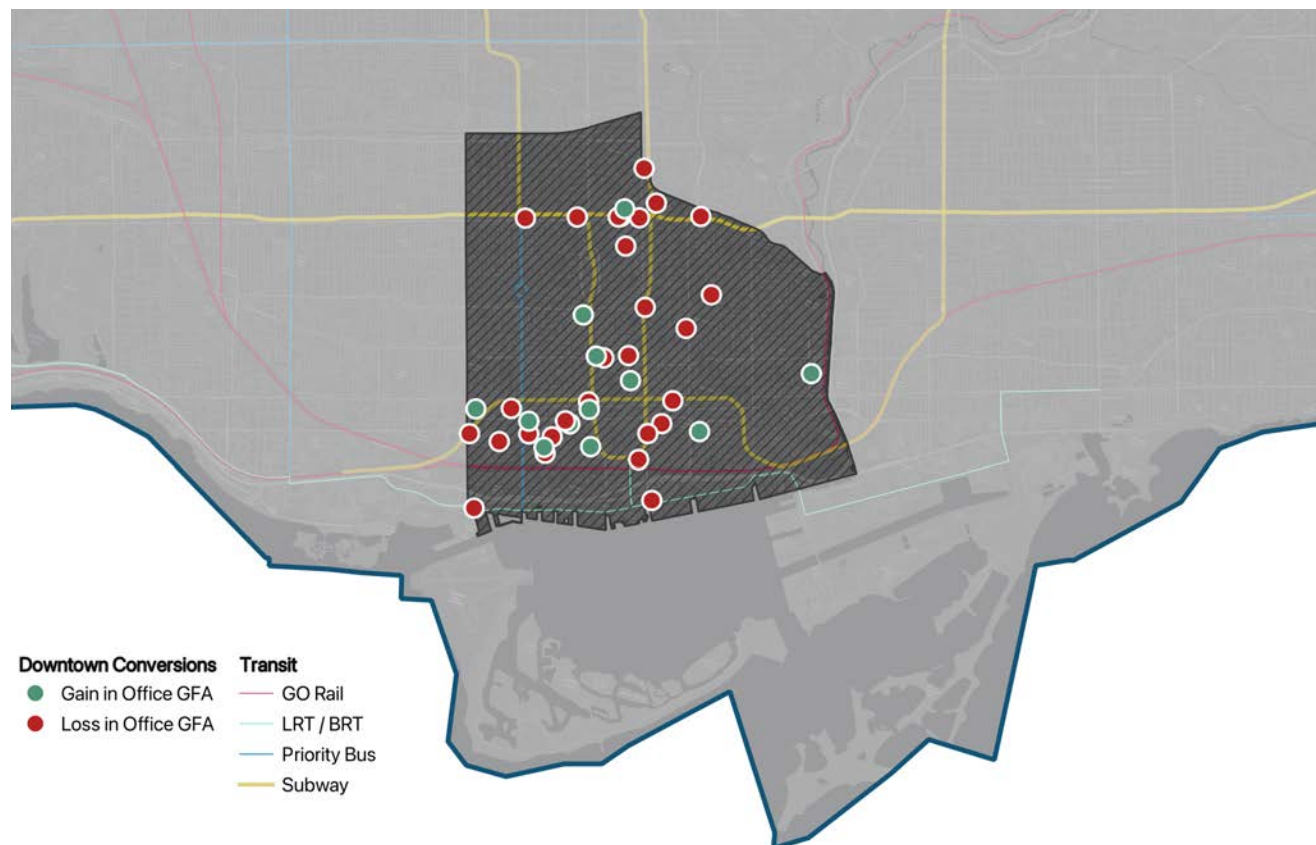 Downtown Conversions
Gain in Office GFA
Loss in Office GFA
Transit
GO Rail
LRT / BRT
Priority Bus
Subway